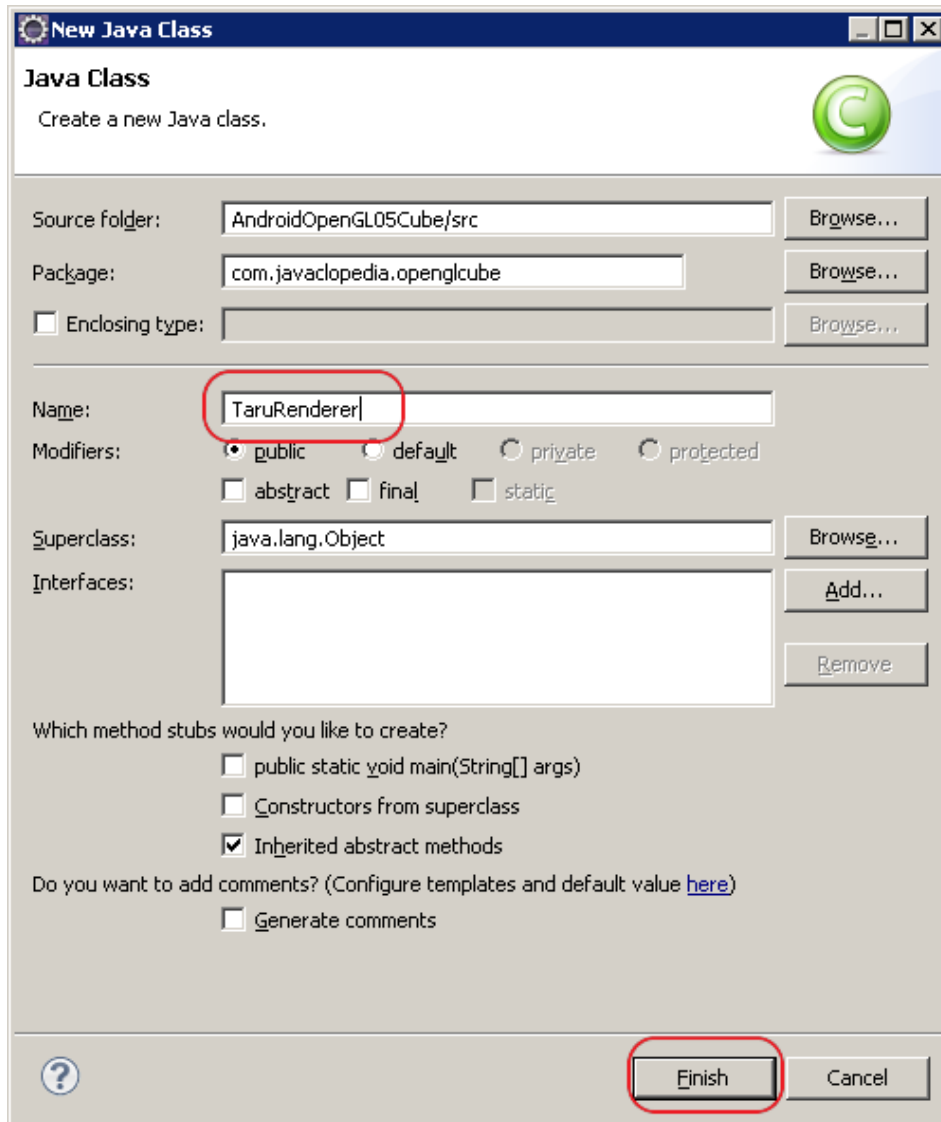 New Java Class
Java Class
Create a new Java class.
Source folder: AndroidOpenGL05Cube/src Browse...
Package: com.javaclopedia.openglcube Browse...
Enclosing type: Browse...
Name: TaruRenderer
Modifiers: public default private protected
abstract final static
Superclass: java.lang.Object Browse...
Interfaces: Add...
Remove
Which method stubs would you like to create?
public static void main(String[] args)
Constructors from superclass
Inherited abstract methods
Do you want to add comments? (Configure templates and default value here)
Generate comments
? Finish Cancel